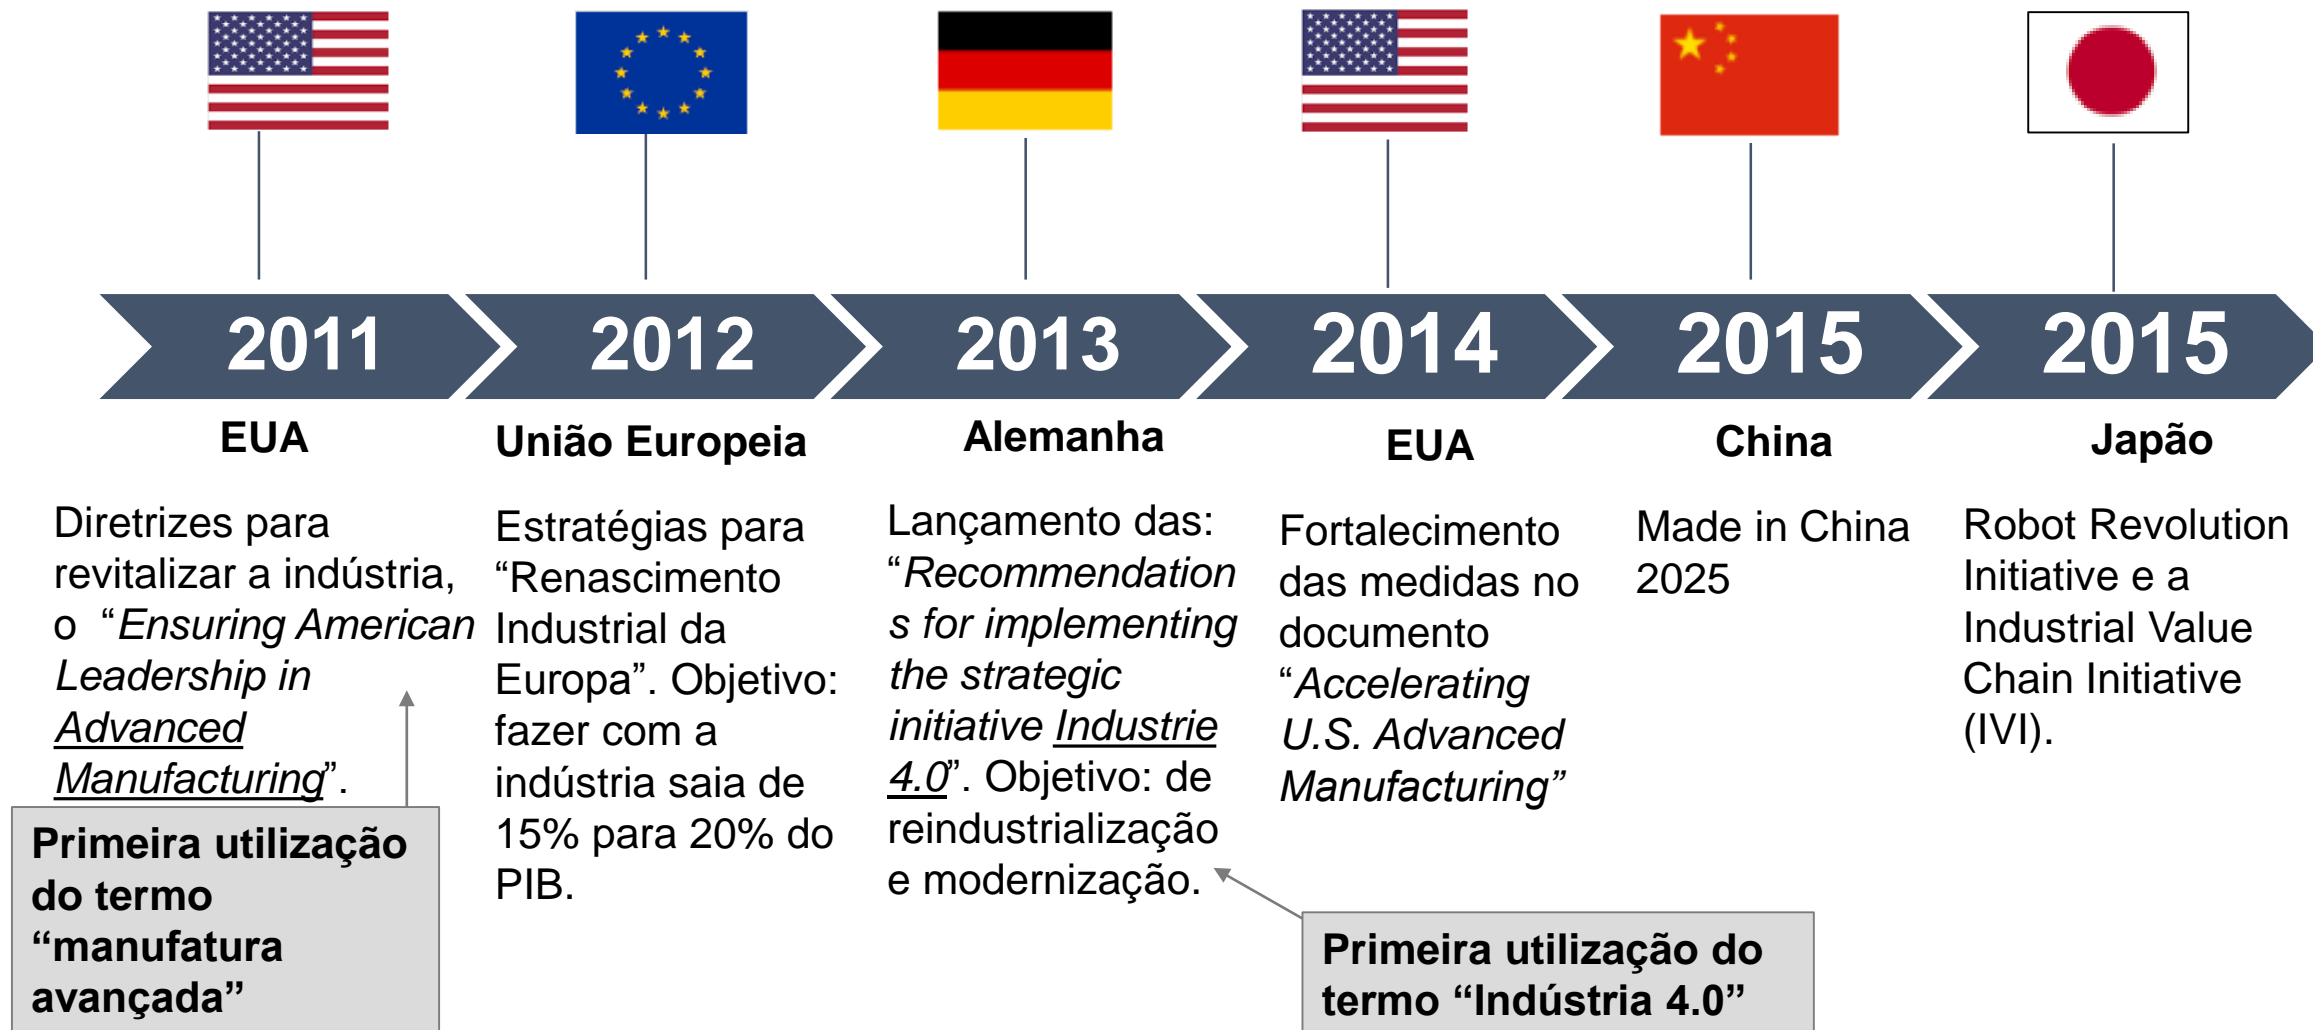 2011
2012
2013
2014
2015
2015
EUA
Diretrizes para
revitalizar a indústria,
o “Ensuring American
Leadership in
Advanced
Manufacturing”.
Primeira utilização
do termo
“manufatura
avançada”
União Europeia
Estratégias para
“Renascimento
Industrial da
Europa”. Objetivo:
fazer com a
indústria saia de
15% para 20% do
PIB.
Alemanha
Lançamento das:
“Recommendation
s for implementing
the strategic
initiative Industrie
4.0”. Objetivo: de
reindustrialização
e modernização.
Primeira utilização do
termo “Indústria 4.0”
EUA
Fortalecimento
das medidas no
documento
“Accelerating
U.S. Advanced
Manufacturing”
China
Made in China
2025
Japão
Robot Revolution
Initiative e a
Industrial Value
Chain Initiative
(IVI).